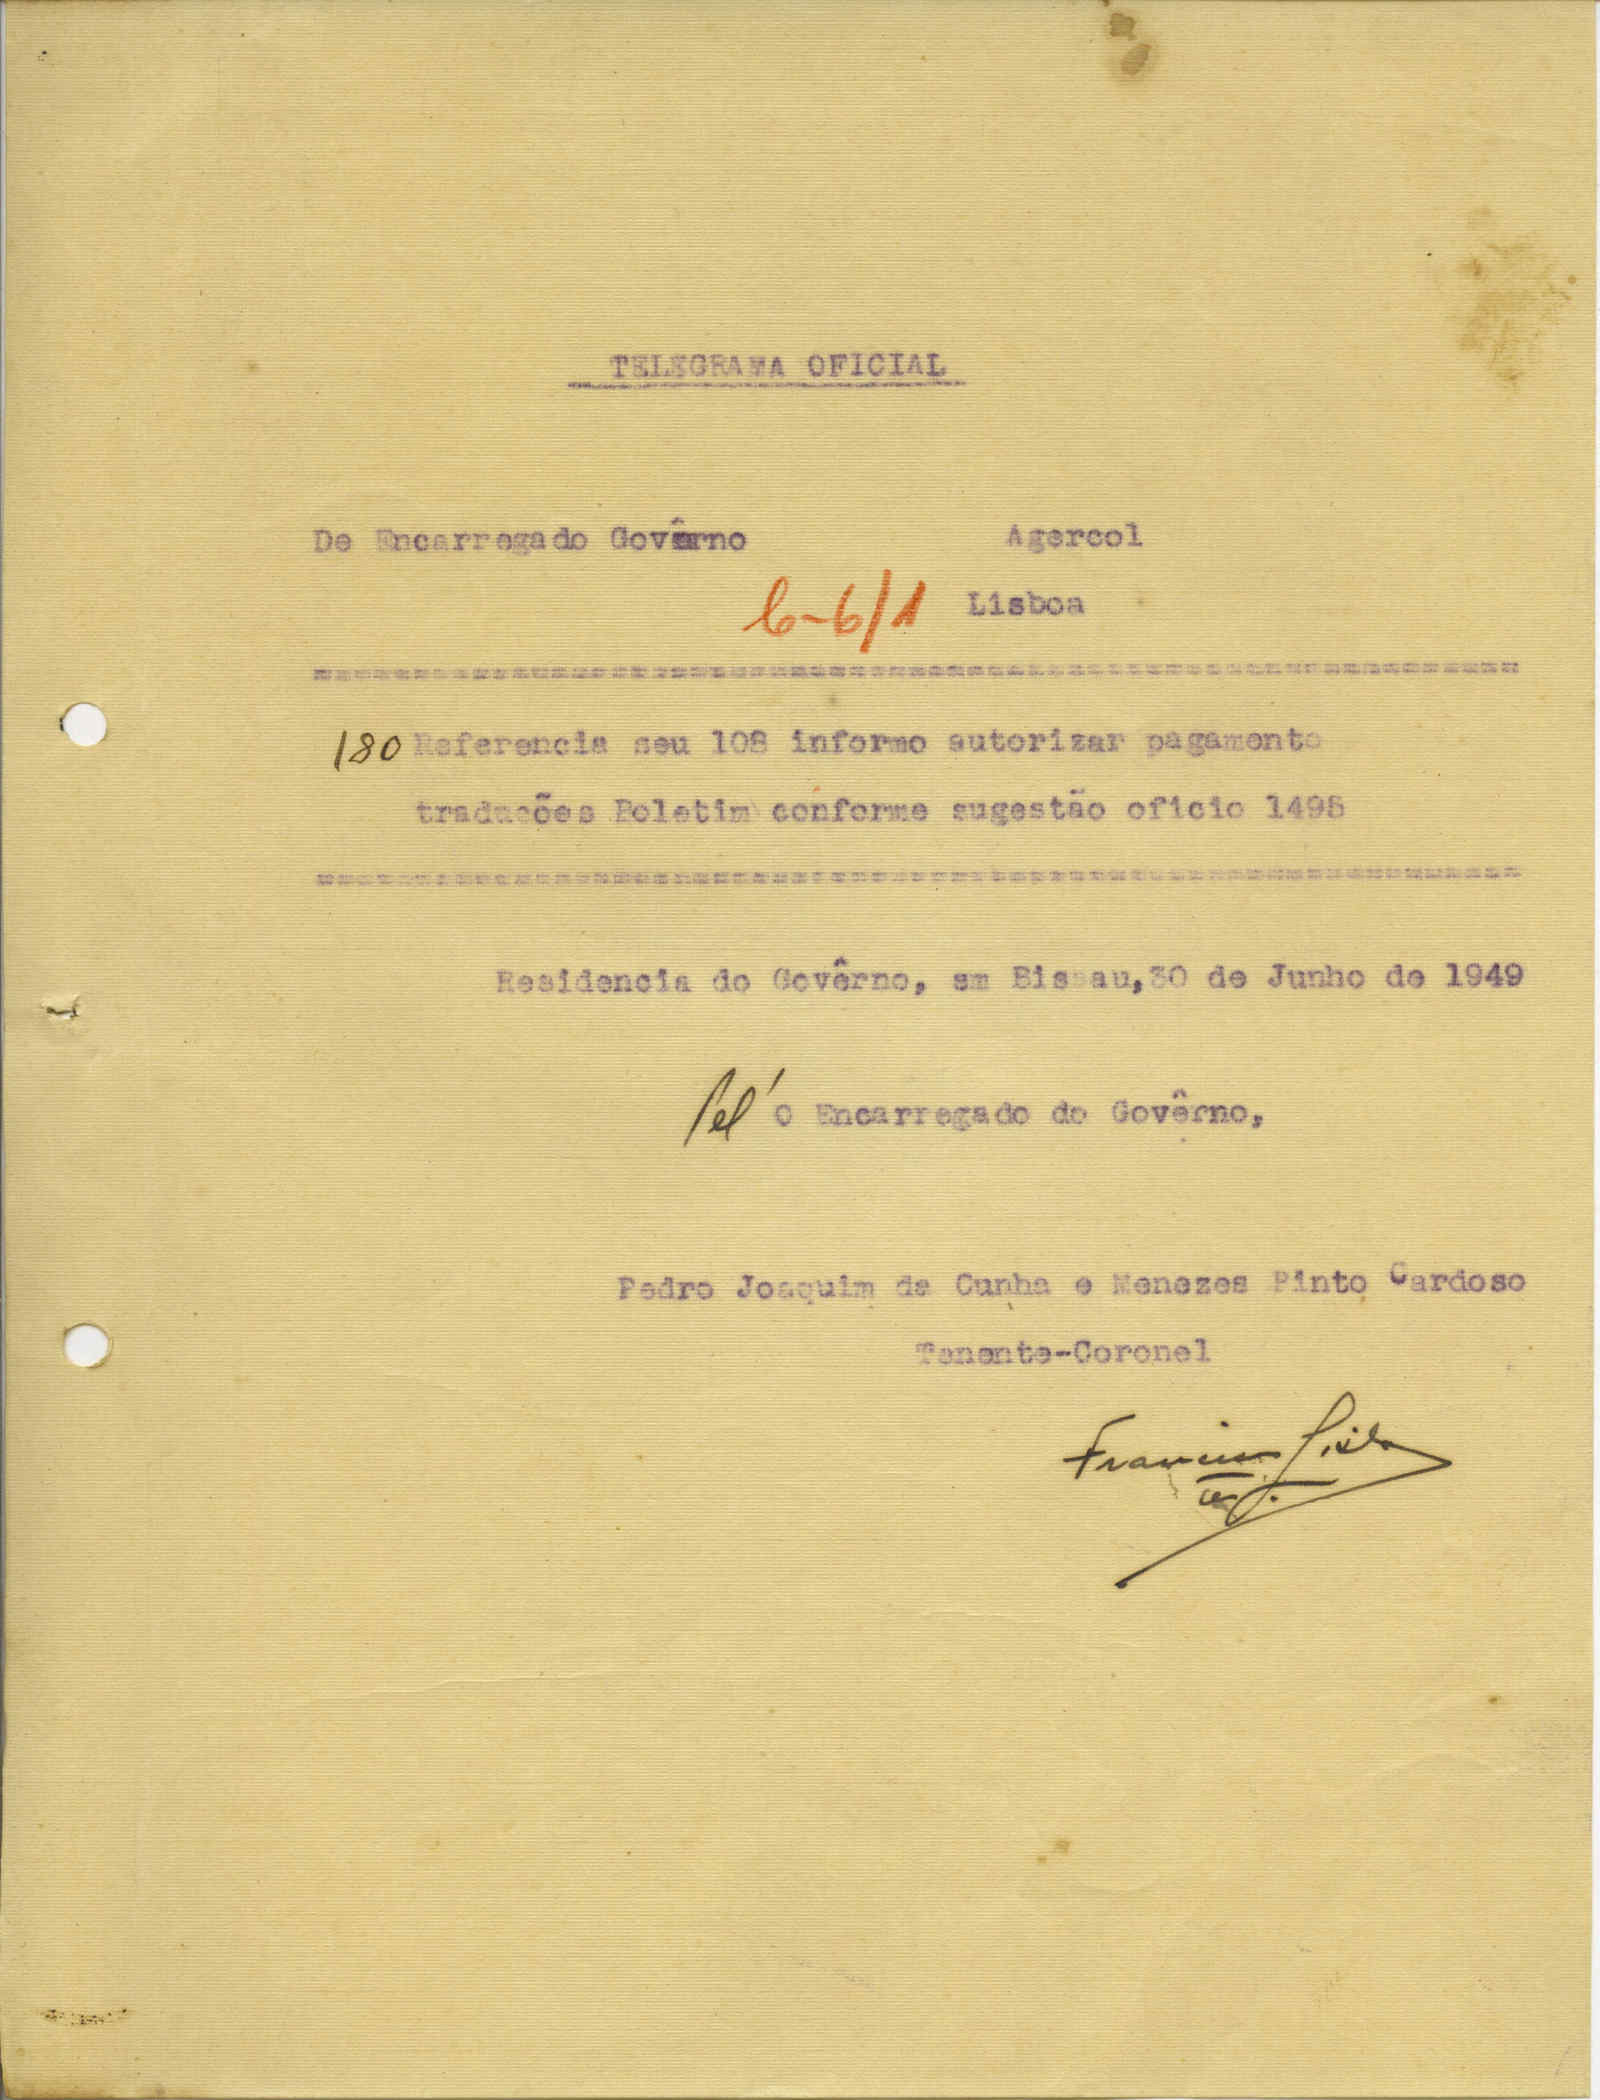 TELEGRAMA OFICIAL
De Encarregado Govêrno Agercol
6-6/1 Lisboa
180 Referencia seu 108 informo autorizar pagamento
traduções Boletim conforme sugestão oficio 1495
Residencia do Govêrno, em Bissau, 30 de Junho de 1949
Pel' O Encarregado do Govêrno,
Pedro Joaquim da Cunha e Menezes Pinto Cardoso
Tenente-Coronel